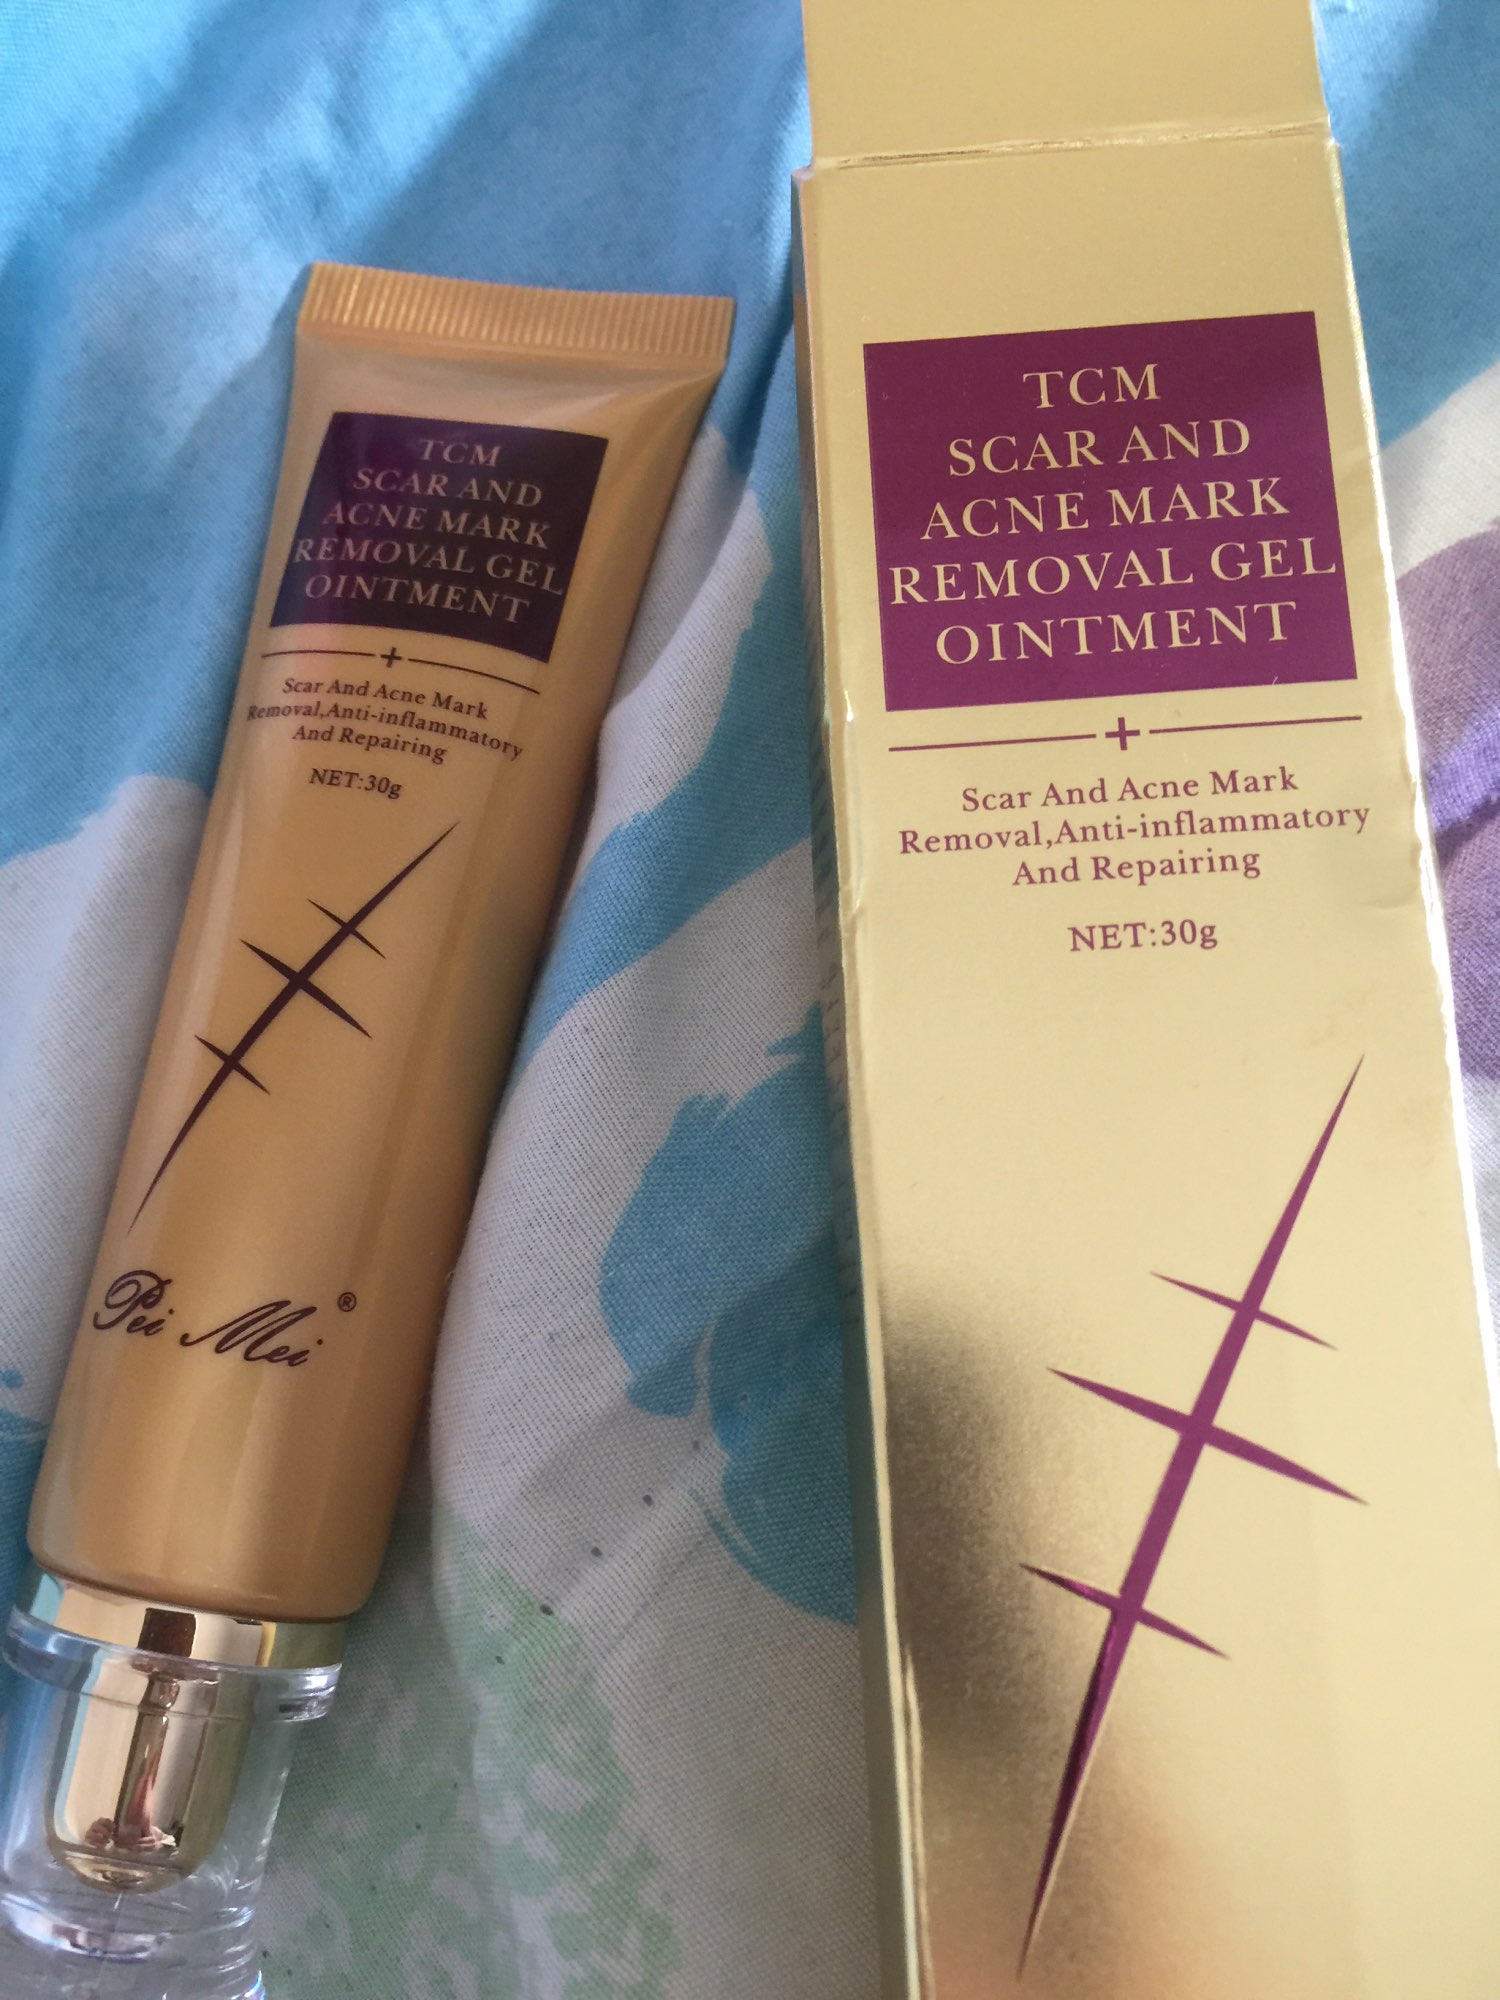 TCM
SCAR AND
ACNE MARK
REMOVAL GEL
OINTMENT
Scar And Acne Mark
Removal,Anti-inflammatory
And Repairing
NET:30g
Pei Mei ®
TCM
SCAR AND
ACNE MARK
REMOVAL GEL
OINTMENT
Scar And Acne Mark
Removal,Anti-inflammatory
And Repairing
NET:30g